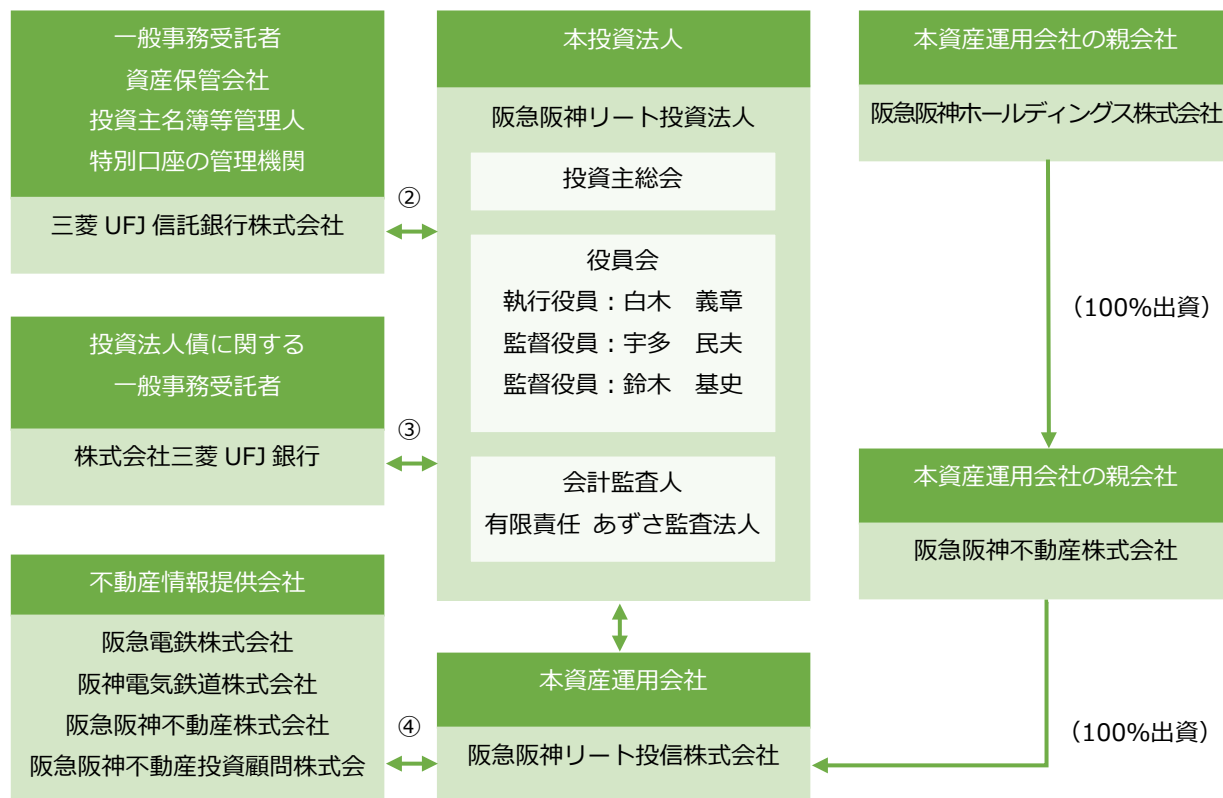 一般事務受託者
資産保管会社
投資主名簿等管理人
特別口座の管理機関
三菱 UFJ 信託銀行株式会社
②
投資法人債に関する
一般事務受託者
株式会社三菱 UFJ 銀行
③
不動産情報提供会社
阪急電鉄株式会社
阪神電気鉄道株式会社
阪急阪神不動産株式会社
阪急阪神不動産投資顧問株式会
④
本投資法人
阪急阪神リート投資法人
投資主総会
役員会
執行役員：白木　義章
監督役員：宇多　民夫
監督役員：鈴木　基史
会計監査人
有限責任 あずさ監査法人
本資産運用会社
阪急阪神リート投信株式会社
本資産運用会社の親会社
阪急阪神ホールディングス株式会社
（100%出資）
本資産運用会社の親会社
阪急阪神不動産株式会社
（100%出資）